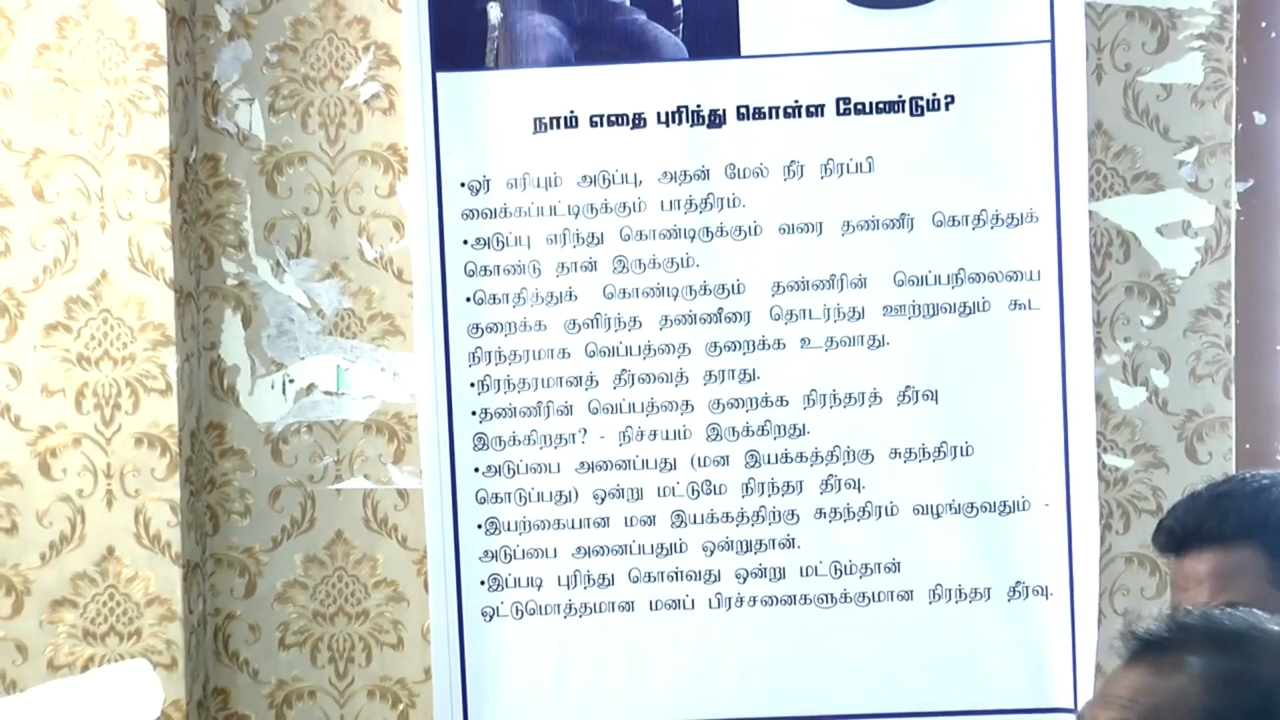 நாம் எதை புரிந்து கொள்ள வேண்டும்?
•ஓர் எரியும் அடுப்பு, அதன் மேல் நீர் நிரப்பி
வைக்கப்பட்டிருக்கும் பாத்திரம்.
•அடுப்பு எரிந்து கொண்டிருக்கும் வரை தண்ணீர் கொதித்துக்
கொண்டு தான் இருக்கும்.
•கொதித்துக் கொண்டிருக்கும் தண்ணீரின் வெப்பநிலையை
குறைக்க குளிர்ந்த தண்ணீரை தொடர்ந்து ஊற்றுவதும் கூட
நிரந்தரமாக வெப்பத்தை குறைக்க உதவாது.
•நிரந்தரமானத் தீர்வைத் தராது.
•தண்ணீரின் வெப்பத்தை குறைக்க நிரந்தரத் தீர்வு
இருக்கிறதா? - நிச்சயம் இருக்கிறது.
•அடுப்பை அனைப்பது (மன இயக்கத்திற்கு சுதந்திரம்
கொடுப்பது) ஒன்று மட்டுமே நிரந்தர தீர்வு.
•இயற்கையான மன இயக்கத்திற்கு சுதந்திரம் வழங்குவதும் -
அடுப்பை அனைப்பதும் ஒன்றுதான்.
•இப்படி புரிந்து கொள்வது ஒன்று மட்டும்தான்
ஒட்டுமொத்தமான மனப் பிரச்சனைகளுக்குமான நிரந்தர தீர்வு.